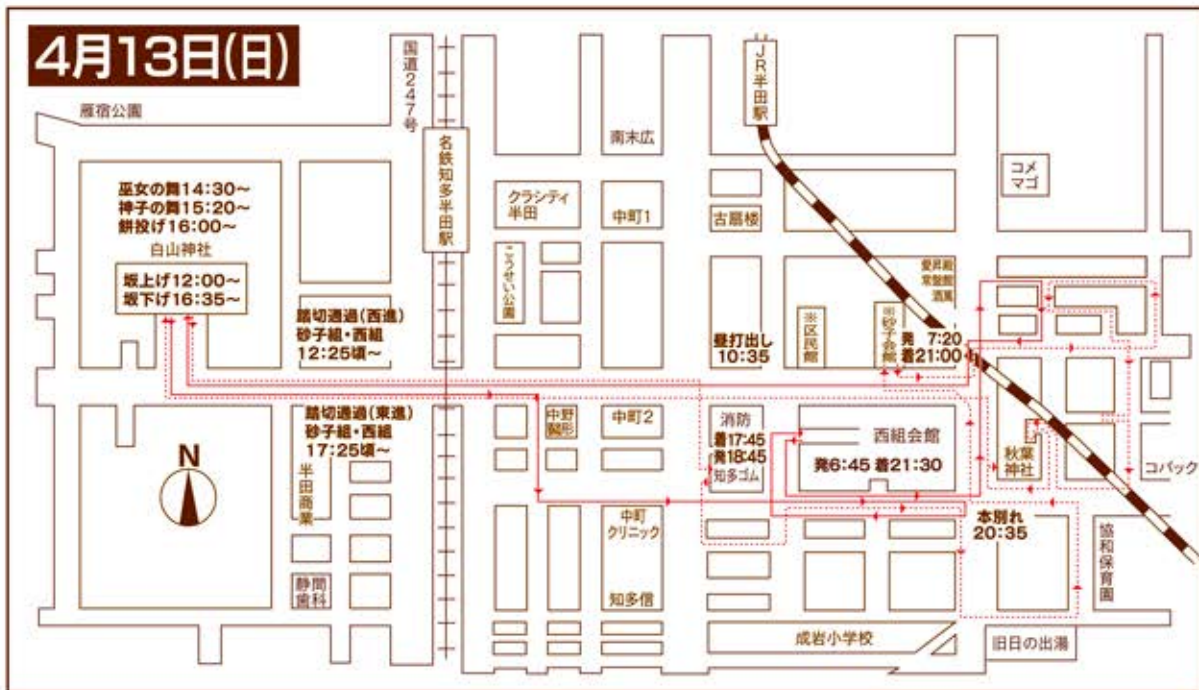 4月13日(日)
雁宿公園
国道247号
名鉄知多半田駅
JR半田駅
南末広
コメ
マゴ
巫女の舞14:30~
神子の舞15:20~
餅投げ16:00~
白山神社
坂上げ12:00~
坂下げ16:35~
クラシティ
半田
中町1
古扇楼
こうせい公園
愛昇殿
常盤館
酒萬
踏切通過(西進)
砂子組・西組
12:25頃~
昼打出し
10:35
※区民館
※砂子会館
発 7:20
着21:00
踏切通過(東進)
砂子組・西組
17:25頃~
中野
中町2
消防
着17:45
発18:45
知多ゴム
西組会館
発6:45 着21:30
秋葉
神社
コパック
N
半田商業
中町
クリニック
本別れ
20:35
協和保育園
静間
歯科
知多信
成岩小学校
旧日の出湯